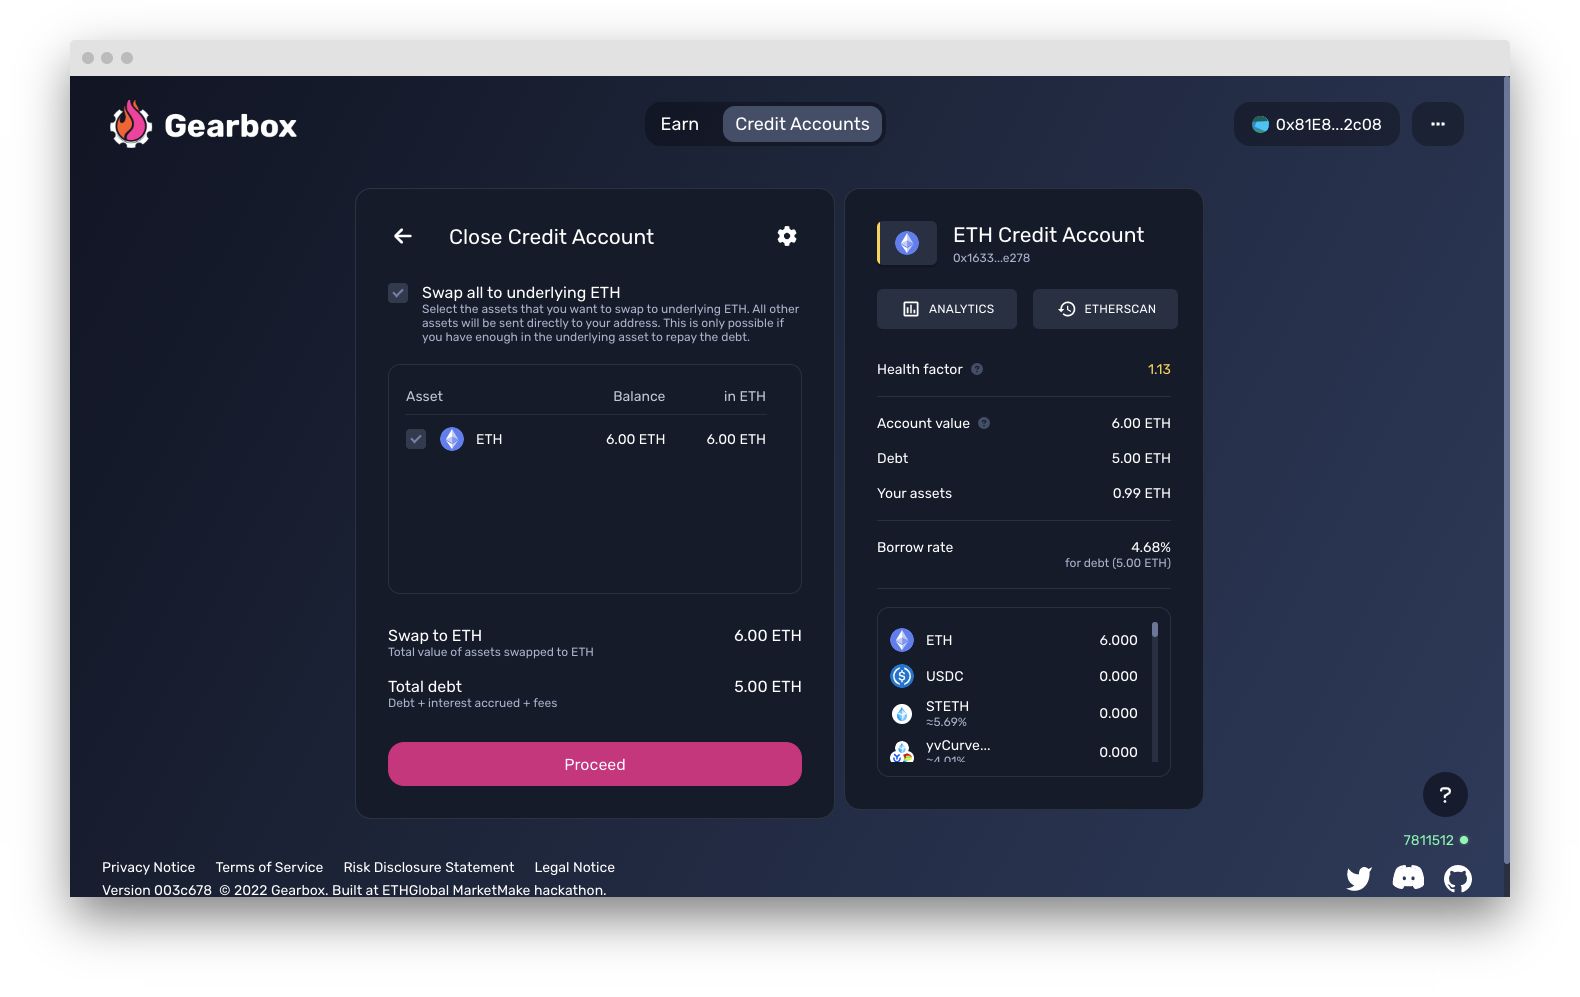 Gearbox
Earn
Credit Accounts
0x81E8...2c08
Close Credit Account
Swap all to underlying ETH
Select the assets that you want to swap to underlying ETH. All other
assets will be sent directly to your address. This is only possible if
you have enough in the underlying asset to repay the debt.
Asset Balance in ETH
ETH 6.00 ETH 6.00 ETH
Swap to ETH 6.00 ETH
Total value of assets swapped to ETH
Total debt 5.00 ETH
Debt + interest accrued + fees
Proceed
ETH Credit Account
0x1633...e278
ANALYTICS
ETHERSCAN
Health factor ? 1.13
Account value ? 6.00 ETH
Debt 5.00 ETH
Your assets 0.99 ETH
Borrow rate 4.68%
for debt (5.00 ETH)
ETH 6.000
USDC 0.000
STETH 0.000
≈5.69%
yvCurve... 0.000
≈4.01%
?
7811512
Privacy Notice Terms of Service Risk Disclosure Statement Legal Notice
Version 003c678 © 2022 Gearbox. Built at ETHGlobal MarketMake hackathon.